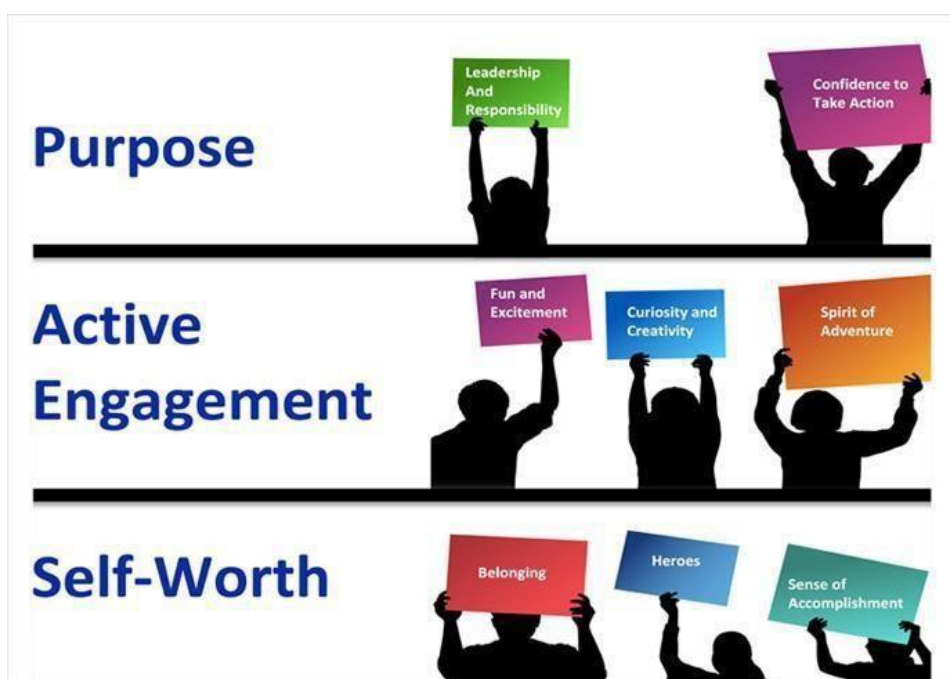 Purpose
Leadership
And
Responsibility
Confidence to
Take Action
Active
Engagement
Fun and
Excitement
Curiosity and
Creativity
Spirit of
Adventure
Self-Worth
Belonging
Heroes
Sense of
Accomplishment